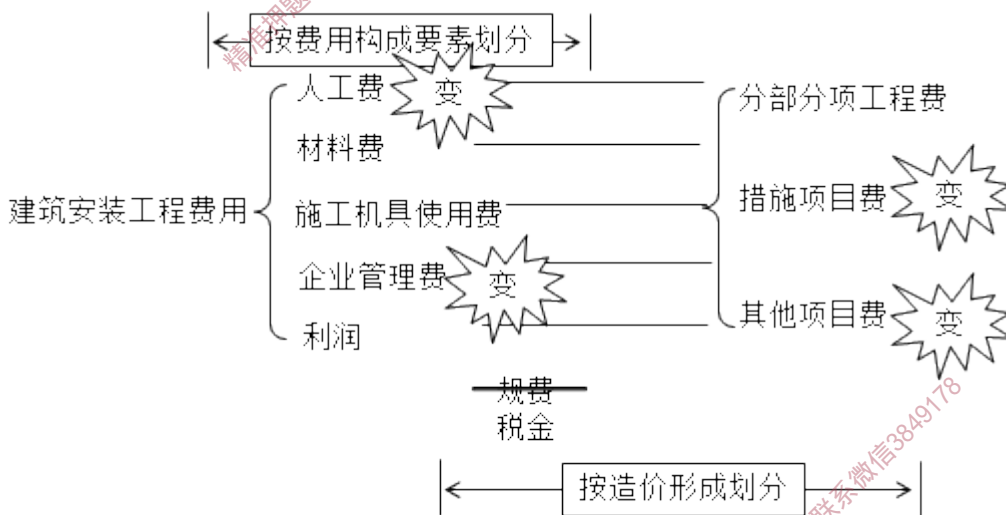 精准押题
按费用构成要素划分
人工费 变
材料费
建筑安装工程费用
施工机具使用费
企业管理费 变
利润
分部分项工程费
措施项目费 变
其他项目费 变
规费
税金
按造价形成划分
联系微信3849178